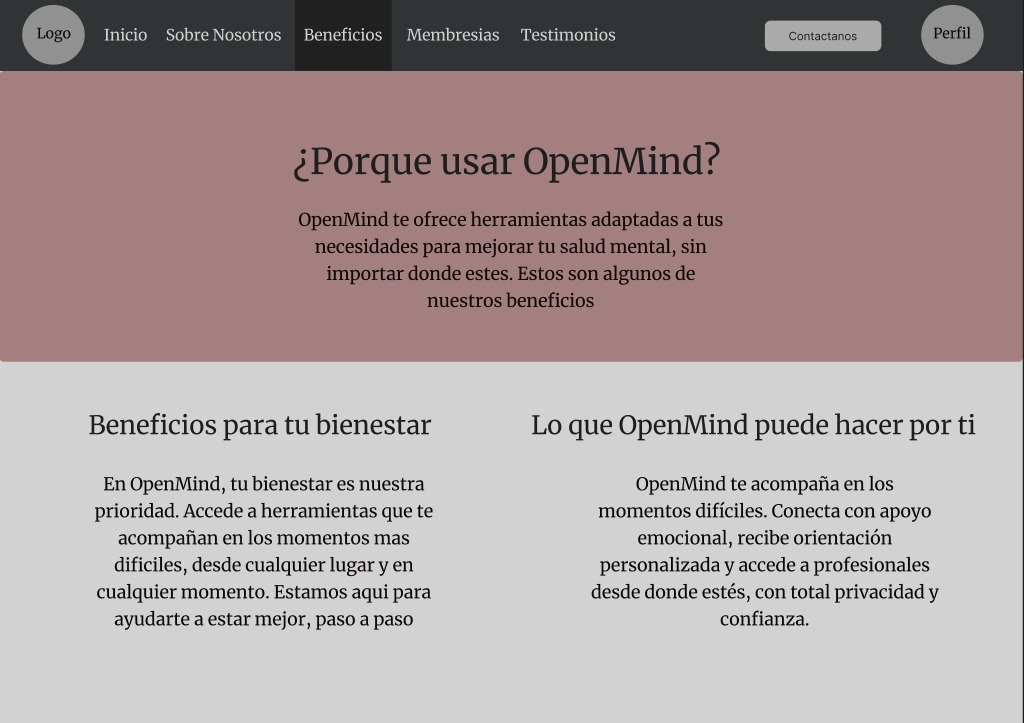 Logo Inicio Sobre Nosotros Beneficios Membresias Testimonios Contactanos Perfil
¿Porque usar OpenMind?
OpenMind te ofrece herramientas adaptadas a tus
necesidades para mejorar tu salud mental, sin
importar donde estes. Estos son algunos de
nuestros beneficios
Beneficios para tu bienestar
En OpenMind, tu bienestar es nuestra
prioridad. Accede a herramientas que te
acompañan en los momentos mas
dificiles, desde cualquier lugar y en
cualquier momento. Estamos aqui para
ayudarte a estar mejor, paso a paso
Lo que OpenMind puede hacer por ti
OpenMind te acompaña en los
momentos difíciles. Conecta con apoyo
emocional, recibe orientación
personalizada y accede a profesionales
desde donde estés, con total privacidad y
confianza.